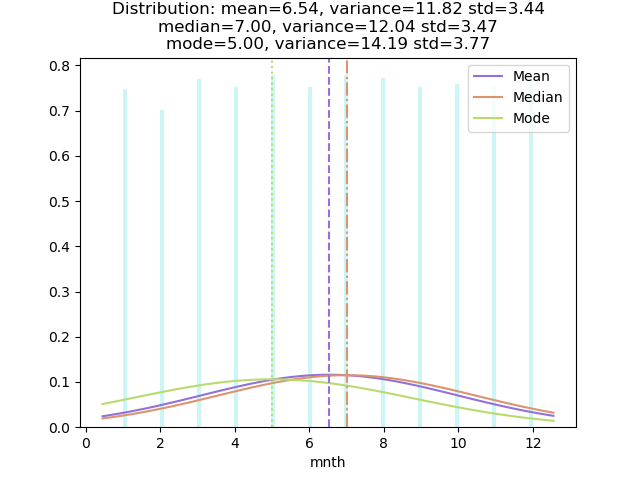 Distribution: mean=6.54, variance=11.82 std=3.44
median=7.00, variance=12.04 std=3.47
mode=5.00, variance=14.19 std=3.77
0.8
0.7
0.6
0.5
0.4
0.3
0.2
0.1
0.0
Mean
Median
Mode
0 2 4 6 8 10 12
mnth